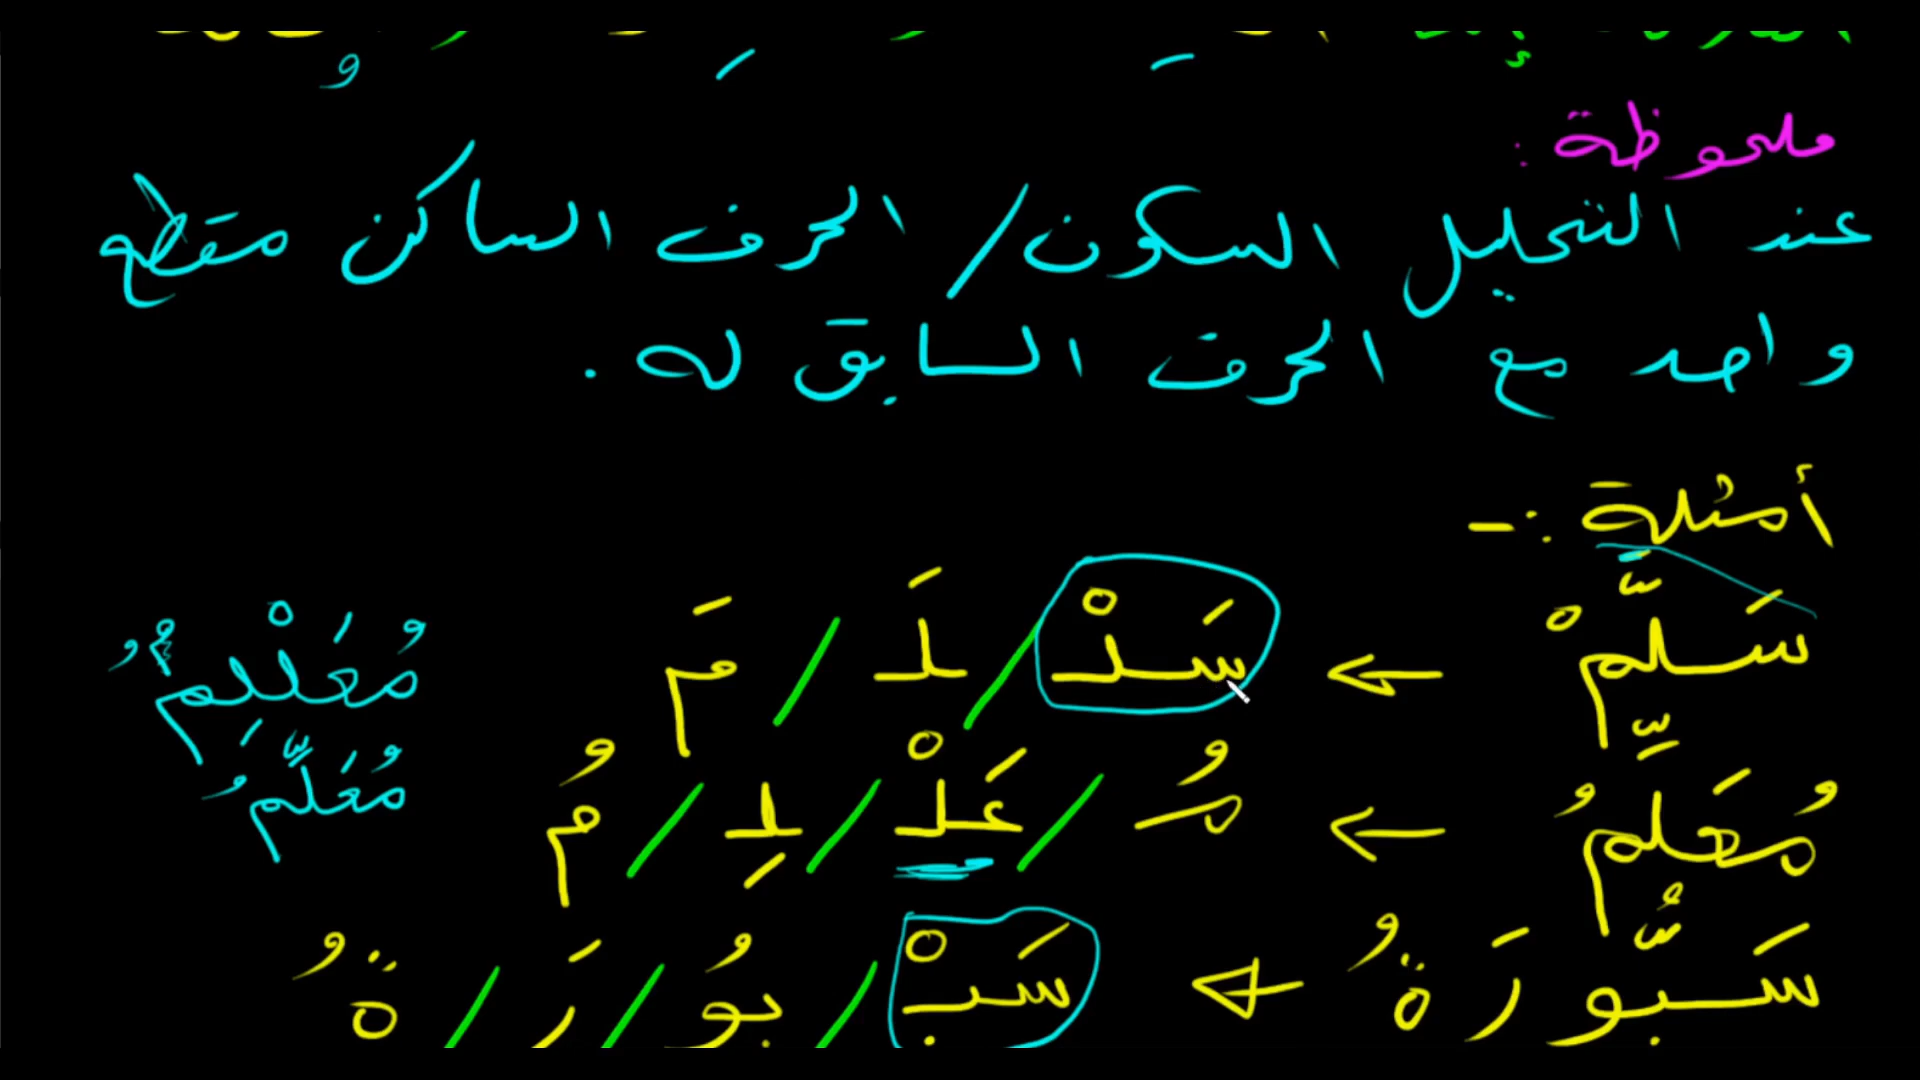 ملحوظة :
عند التحليل السكون / الحرف الساكن مقطع
واحد مع الحرف السابق له .
أمثلة :-
سَلَّمْ ← سَلْ / لَ / مَ
مُعَلِّمُ ← مُ / عَلْ / لِ / مُ
سَبُّورَةُ ← سَبْ / بُو / رَ / ةُ
مُعَلْلِمُ
مُعَلِّمُ